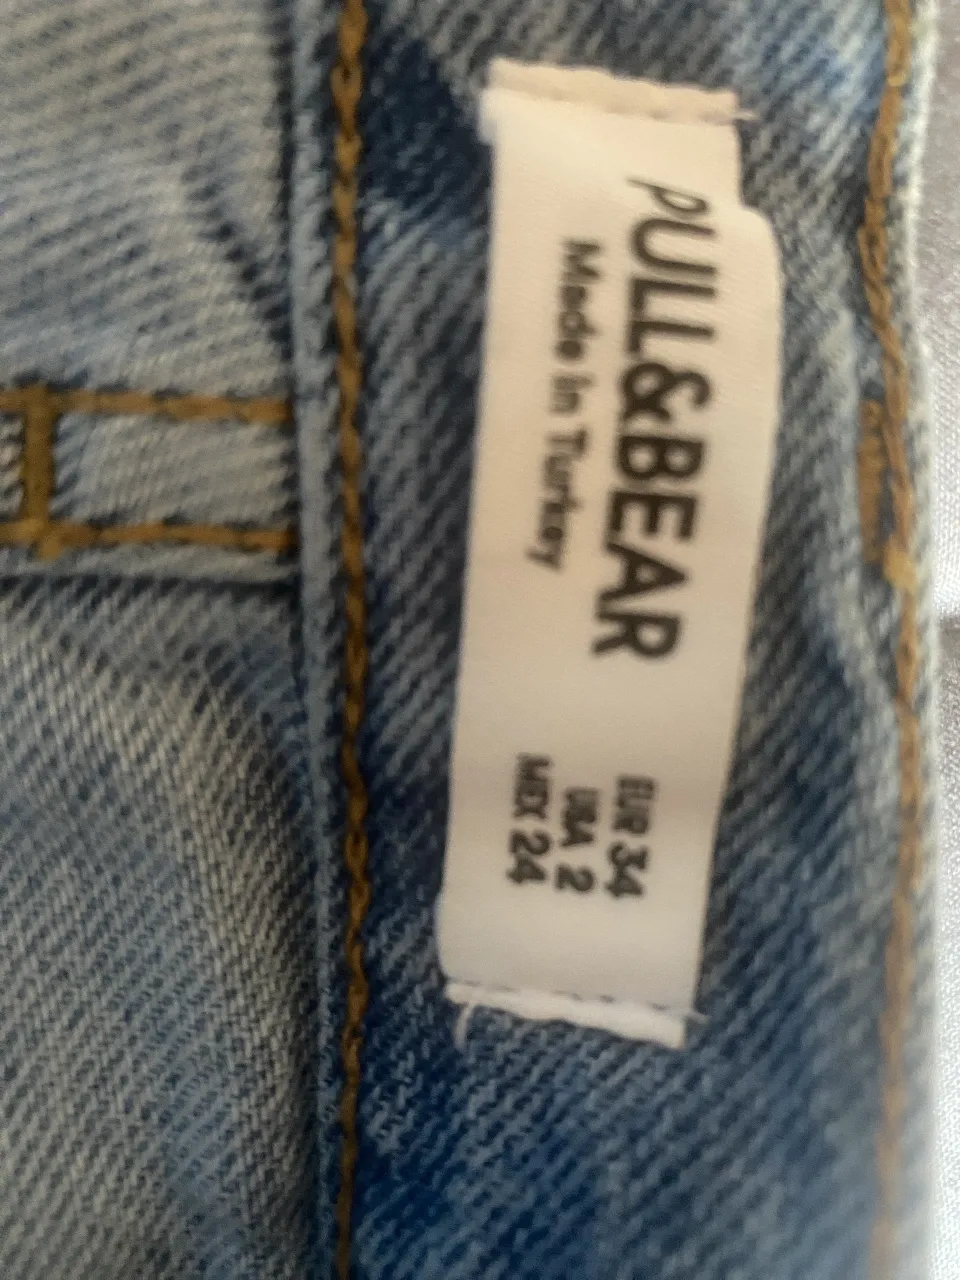 PULL&BEAR
Made in Turkey
EUR 34
USA 2
MEX 24